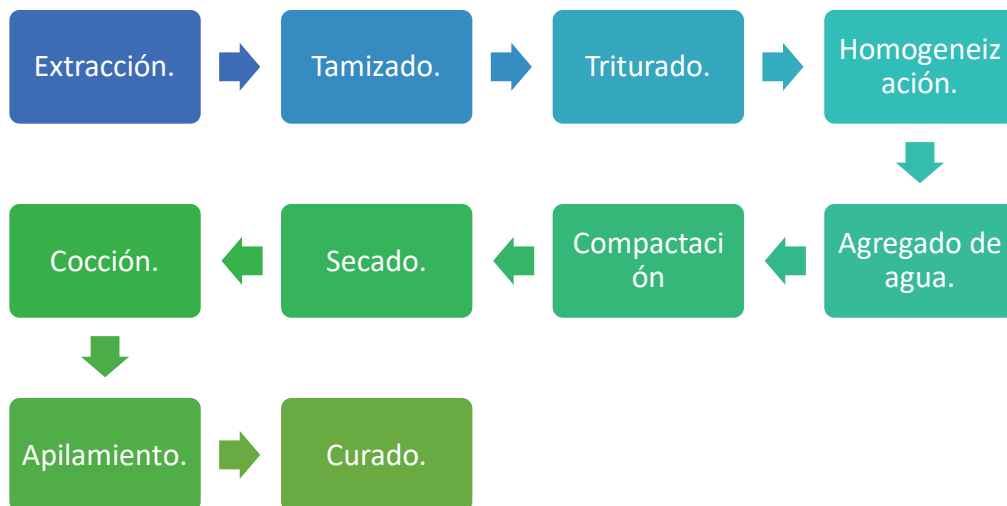 Extracción.
Tamizado.
Triturado.
Homogeneiz
ación.
Agregado de
agua.
Compactaci
ón
Secado.
Cocción.
Apilamiento.
Curado.